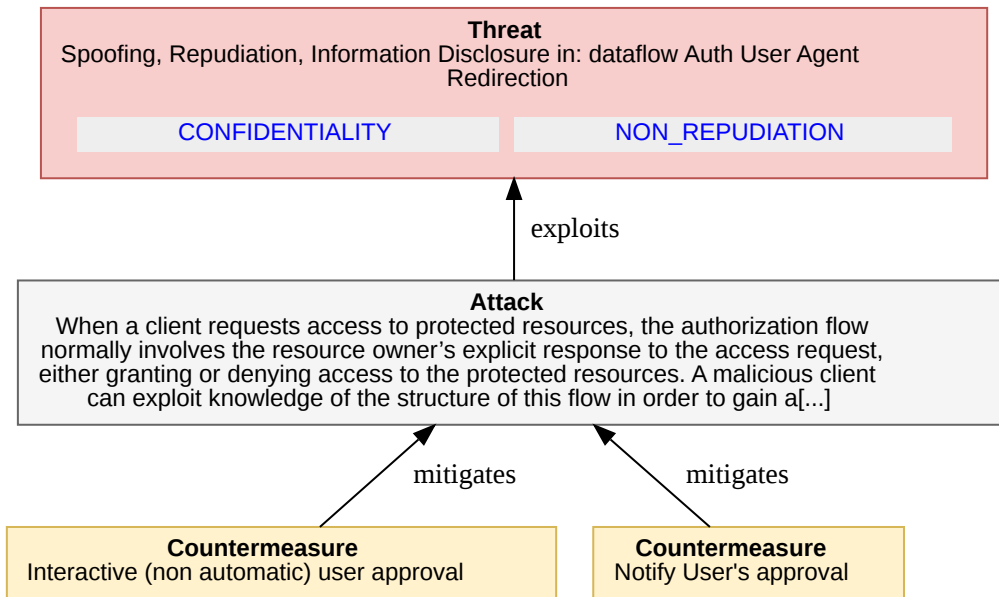 Threat
Spoofing, Repudiation, Information Disclosure in: dataflow Auth User Agent
Redirection
CONFIDENTIALITY
NON_REPUDIATION
exploits
Attack
When a client requests access to protected resources, the authorization flow
normally involves the resource owner’s explicit response to the access request,
either granting or denying access to the protected resources. A malicious client
can exploit knowledge of the structure of this flow in order to gain a[...]
mitigates
mitigates
Countermeasure
Interactive (non automatic) user approval
Countermeasure
Notify User's approval